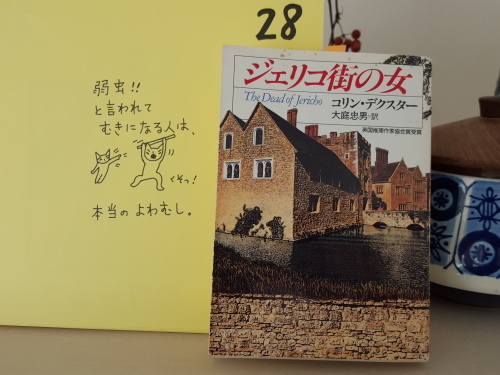 28
弱虫!!
と言われて
むきになる人は、
くそっ!
本当のよわむし。
ジェリコ街の女
The Dead of Jericho
コリン・デクスター
大庭忠男・訳
英国推理作家協会賞受賞